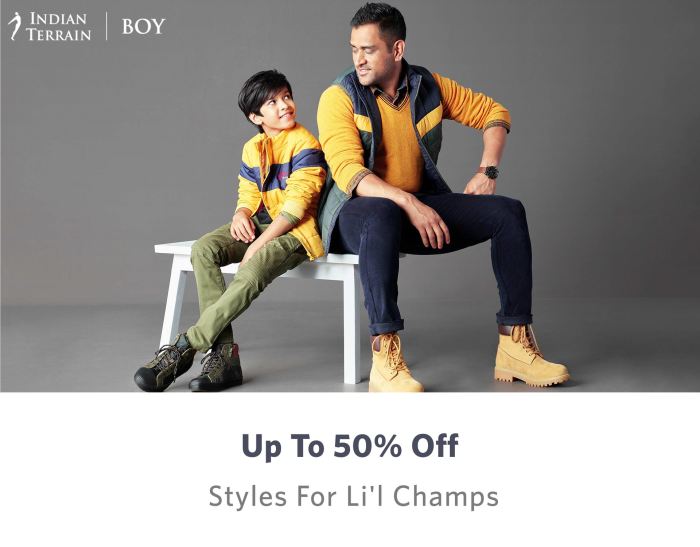 INDIAN
TERRAIN
BOY
Up To 50% Off
Styles For Li'l Champs